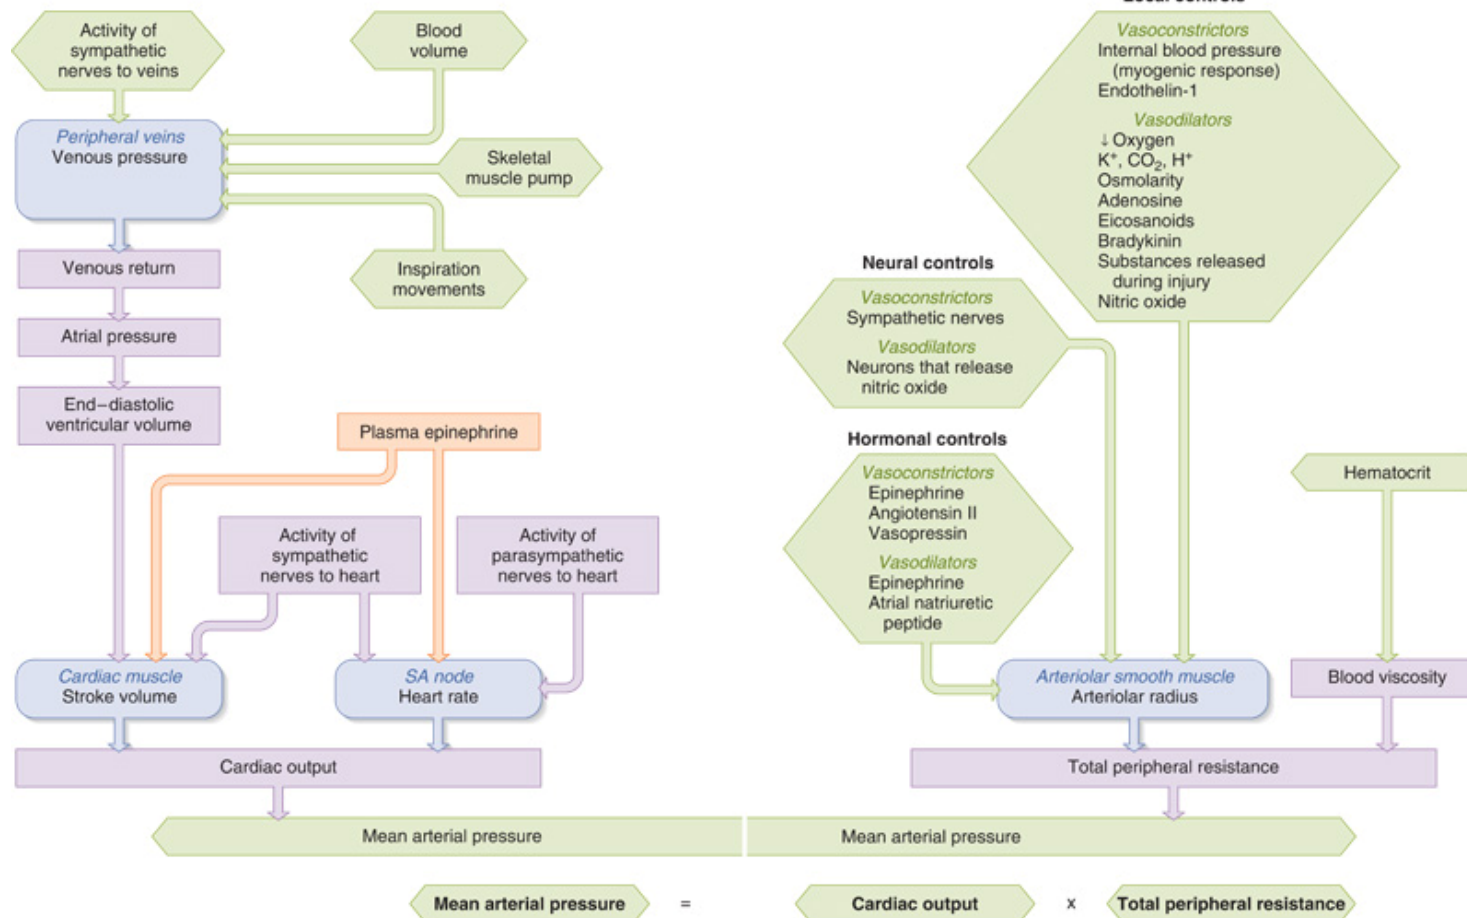 Activity of
sympathetic
nerves to veins
Blood
volume
Peripheral veins
Venous pressure
Skeletal
muscle pump
Inspiration
movements
Venous return
Atrial pressure
End–diastolic
ventricular volume
Plasma epinephrine
Activity of
sympathetic
nerves to heart
Activity of
parasympathetic
nerves to heart
Cardiac muscle
Stroke volume
SA node
Heart rate
Cardiac output
Local controls
Vasoconstrictors
Internal blood pressure
(myogenic response)
Endothelin-1
Vasodilators
↓Oxygen
K⁺, CO₂, H⁺
Osmolarity
Adenosine
Eicosanoids
Bradykinin
Substances released
during injury
Nitric oxide
Neural controls
Vasoconstrictors
Sympathetic nerves
Vasodilators
Neurons that release
nitric oxide
Hormonal controls
Vasoconstrictors
Epinephrine
Angiotensin II
Vasopressin
Vasodilators
Epinephrine
Atrial natriuretic
peptide
Hematocrit
Arteriolar smooth muscle
Arteriolar radius
Blood viscosity
Total peripheral resistance
Mean arterial pressure
Mean arterial pressure
Mean arterial pressure = Cardiac output x Total peripheral resistance